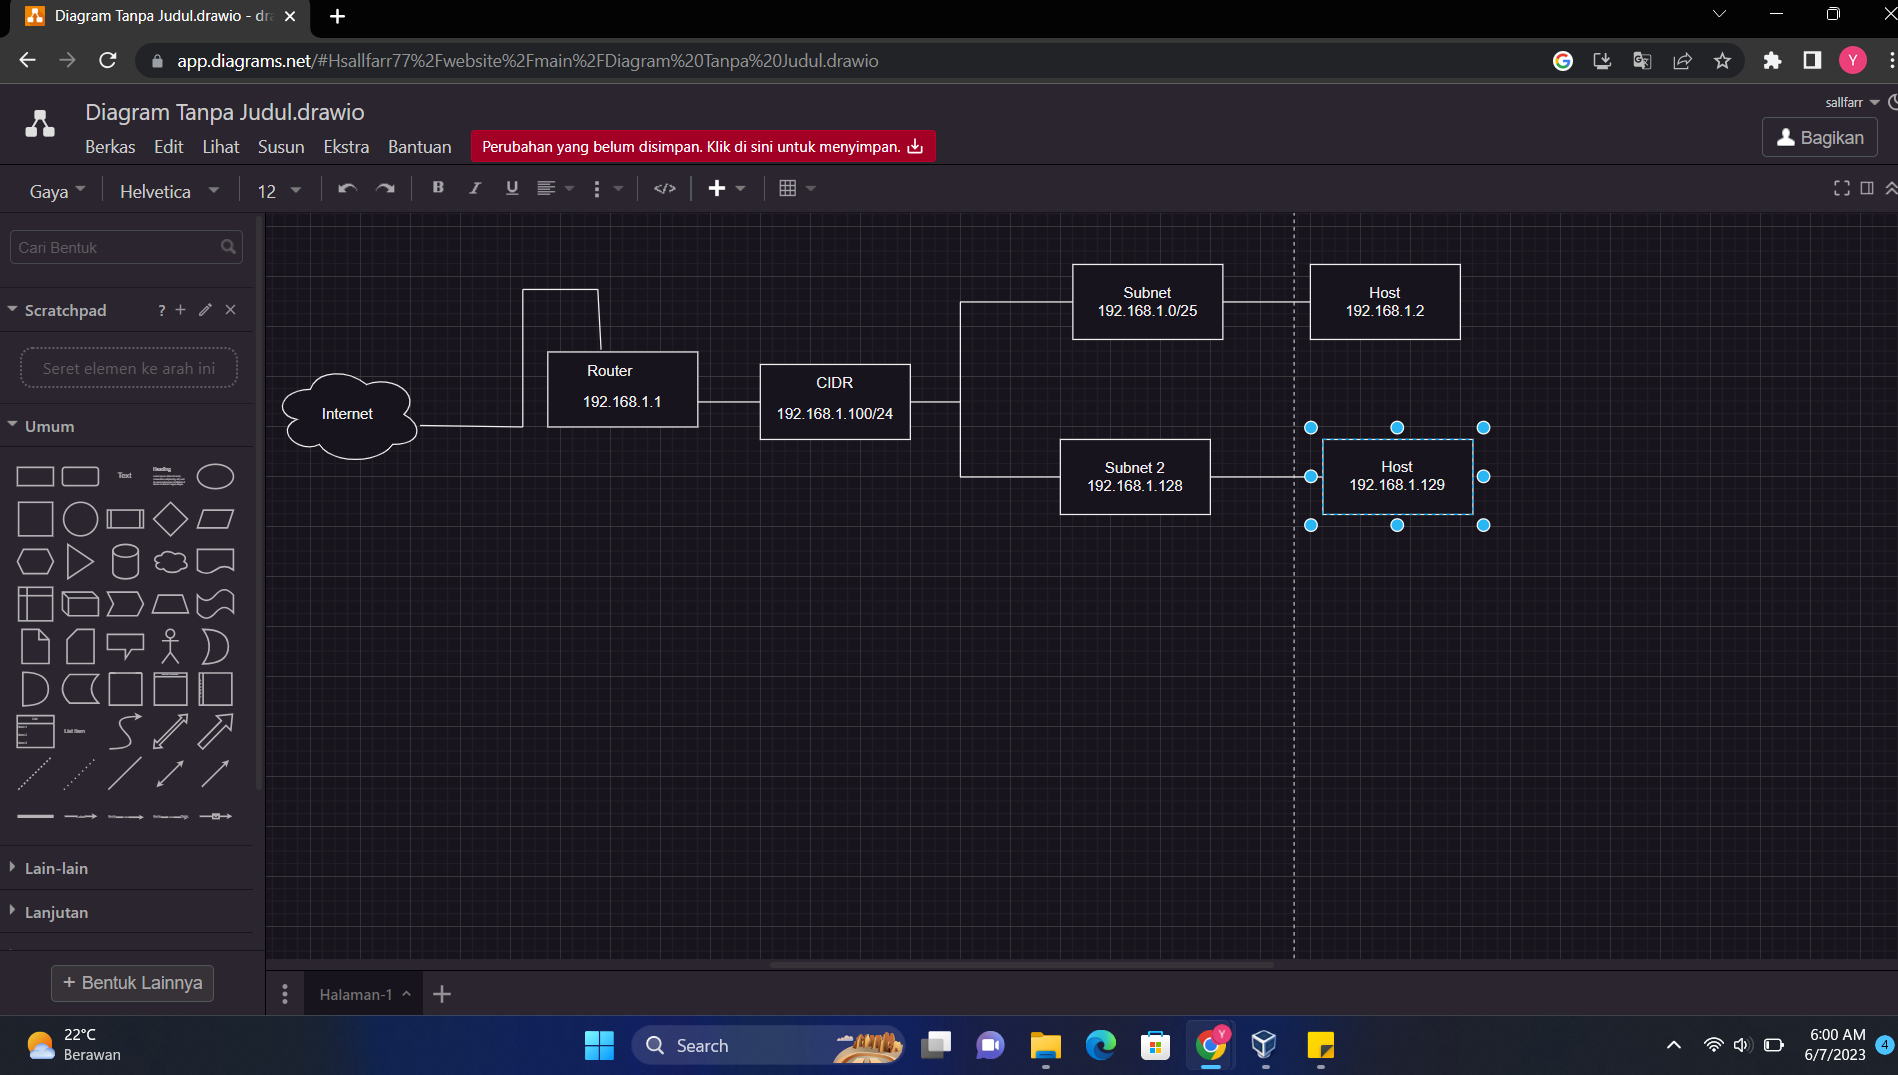 Diagram Tanpa Judul.drawio - dra
app.diagrams.net/#Hsallfarr77%2Fwebsite%2Fmain%2FDiagram%20Tanpa%20Judul.drawio
Y
Diagram Tanpa Judul.drawio
sallfarr
Berkas Edit Lihat Susun Ekstra Bantuan
Perubahan yang belum disimpan. Klik di sini untuk menyimpan.
Bagikan
Gaya Helvetica 12 B I U
Cari Bentuk
Scratchpad ?
Seret elemen ke arah ini
Umum
Text
Heading
List Item
Lain-lain
Lanjutan
+ Bentuk Lainnya
Internet
Router
192.168.1.1
CIDR
192.168.1.100/24
Subnet
192.168.1.0/25
Host
192.168.1.2
Subnet 2
192.168.1.128
Host
192.168.1.129
Halaman-1
22°C
Berawan
Search
Y
6:00 AM
6/7/2023
4